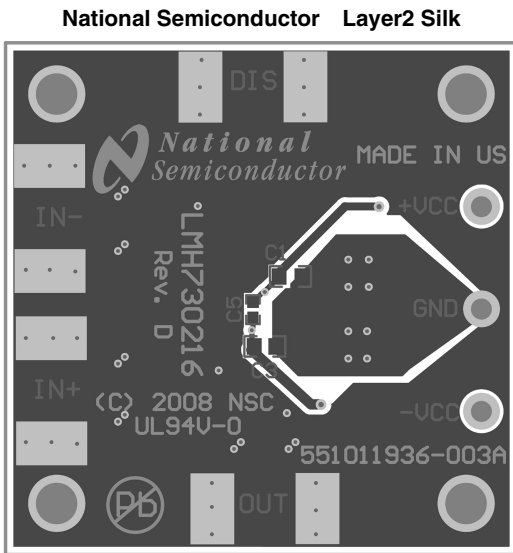 National Semiconductor Layer2 Silk
DIS
National
Semiconductor
MADE IN US
IN-
+VCC
LMH730216
Rev. D
C1
C5
GND
C3
IN+
(C) 2008 NSC
UL94V-0
-VCC
551011936-003A
Pb
OUT